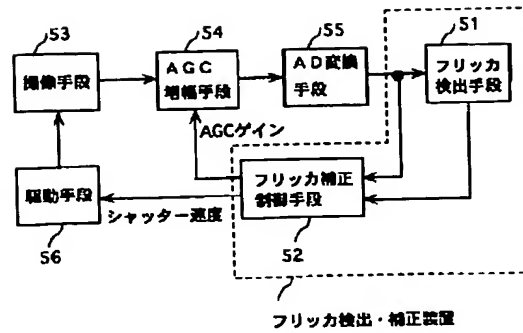 53
撮像手段
54
AGC
増幅手段
55
AD変換
手段
51
フリッカ
検出手段
AGCゲイン
フリッカ補正
制御手段
52
駆動手段
シャッター速度
56
フリッカ検出・補正装置